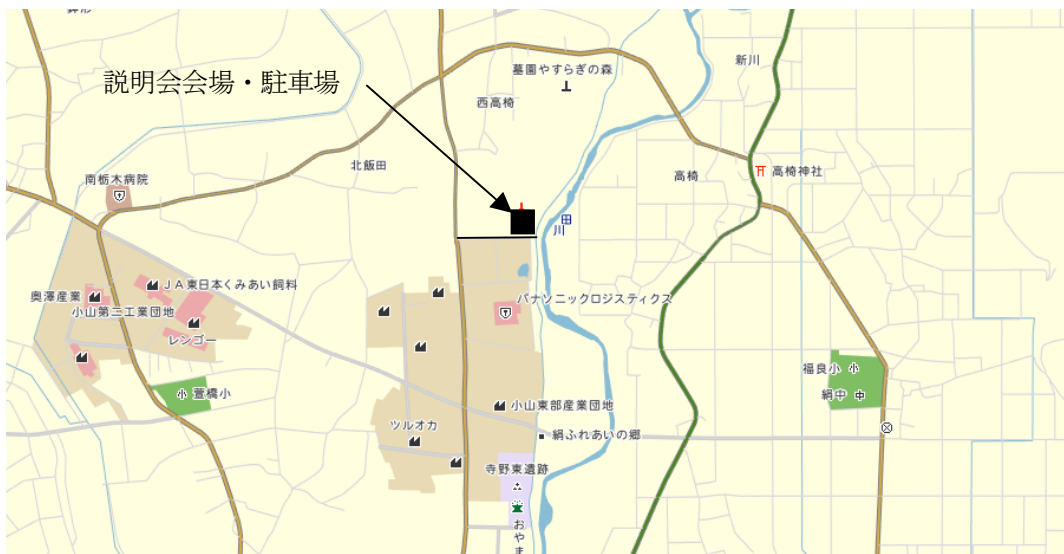 新川
墓園やすらぎの森
説明会会場・駐車場
西高椅
北飯田
高椅
高椅神社
南栃木病院
田
川
ＪＡ東日本くみあい飼料
奥澤産業
小山第二工業団地
レンゴー
パナソニックロジスティクス
福良小
絹中
萱橋小
小山東部産業団地
ツルオカ
絹ふれあいの郷
寺野東遺跡
おやま